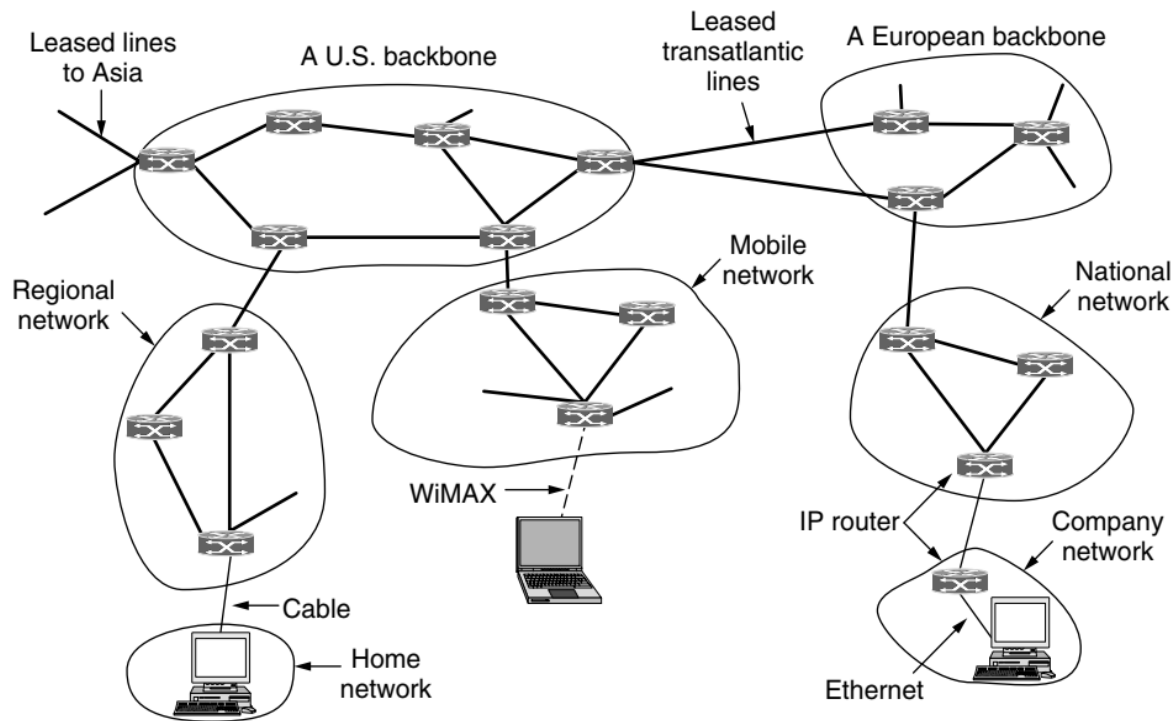 Leased lines
to Asia
A U.S. backbone
Leased
transatlantic
lines
A European backbone
Regional
network
Mobile
network
National
network
WiMAX
IP router
Company
network
Cable
Home
network
Ethernet